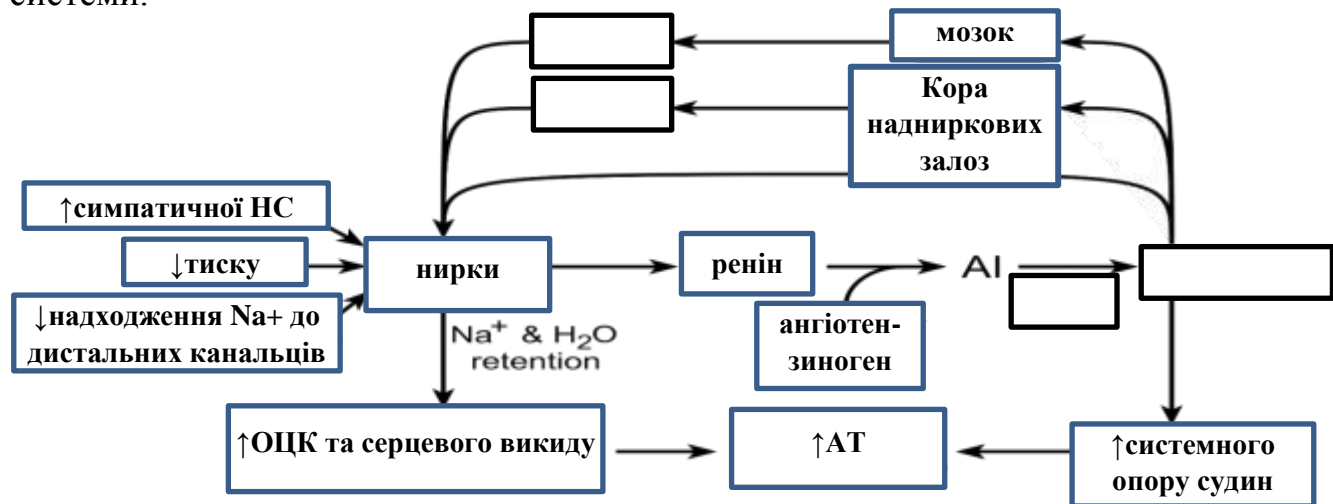 системи.
мозок
Кора
надниркових
залоз
↑симпатичної НС
↓тиску
↓надходження Na+ до
дистальних канальців
нирки
ренін
AI
ангіотен-
зиноген
Na⁺ & H₂O
retention
↑ОЦК та серцевого викиду
↑АТ
↑системного
опору судин